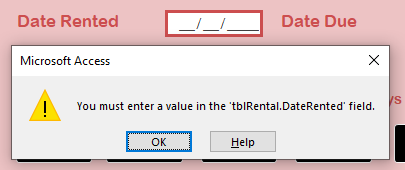 Date Rented __/__/____ Date Due
Microsoft Access
You must enter a value in the 'tblRental.DateRented' field.
ys
OK Help